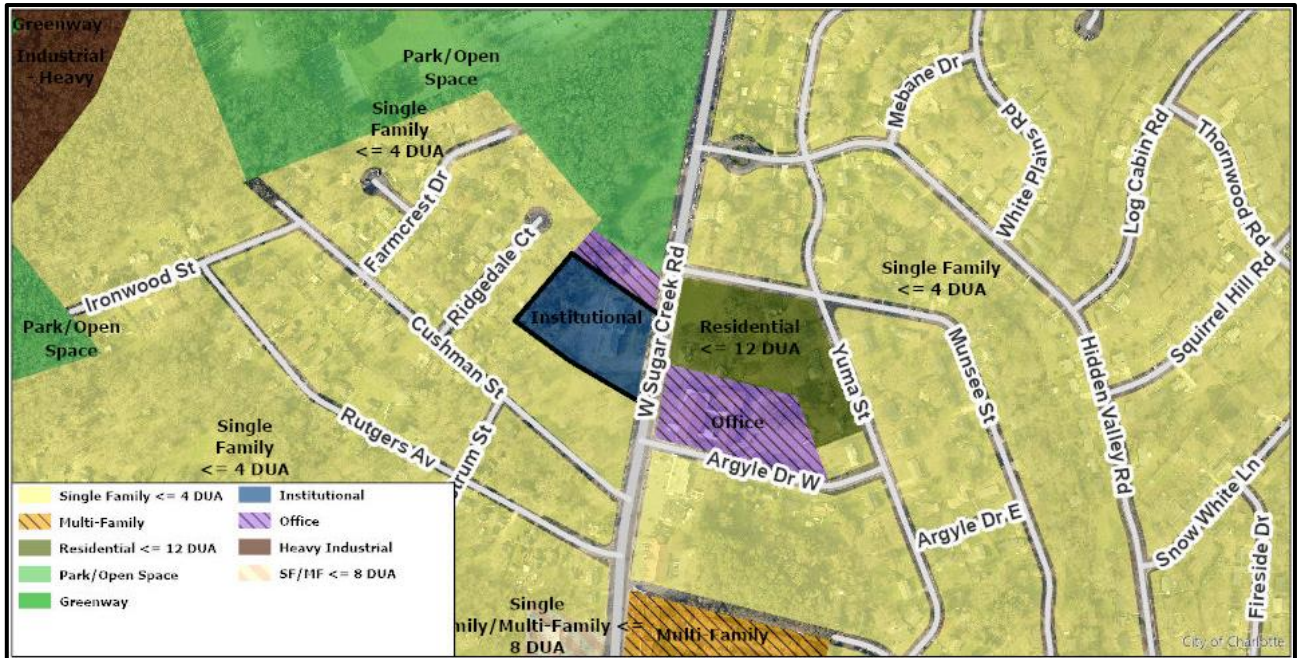 Greenway
Industrial
- Heavy
Park/Open
Space
Single
Family
<= 4 DUA
Mebane Dr
White Plains Rd
Log Cabin Rd
Thornwood Rd
Farmcrest Dr
Ridgedale Ct
Ironwood St
Cushman St
W Sugar Creek Rd
Single Family
<= 4 DUA
Squirrel Hill Rd
Institutional
Residential
<= 12 DUA
Park/Open
Space
Yuma St
Munsee St
Hidden Valley Rd
Office
Rutgers Av
Single
Family
<= 4 DUA
trum St
Argyle Dr W
Argyle Dr E
Snow White Ln
Fireside Dr
Single Family <= 4 DUA
Institutional
Multi-Family
Office
Residential <= 12 DUA
Heavy Industrial
Park/Open Space
SF/MF <= 8 DUA
Greenway
Single
mily/Multi-Family <=
8 DUA
Multi-Family
City of Charlotte